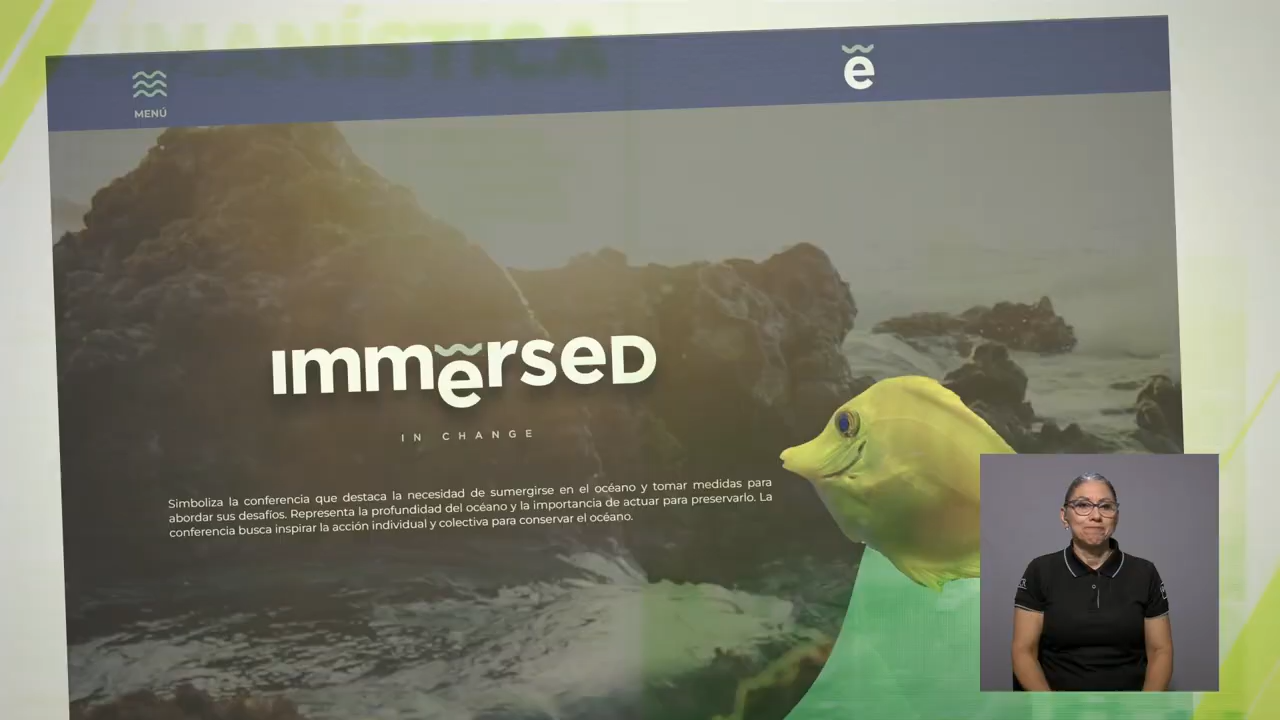 HUMANÍSTICA
MENÚ
e
ImmersED
IN CHANGE
Simboliza la conferencia que destaca la necesidad de sumergirse en el océano y tomar medidas para
abordar sus desafíos. Representa la profundidad del océano y la importancia de actuar para preservarlo. La
conferencia busca inspirar la acción individual y colectiva para conservar el océano.